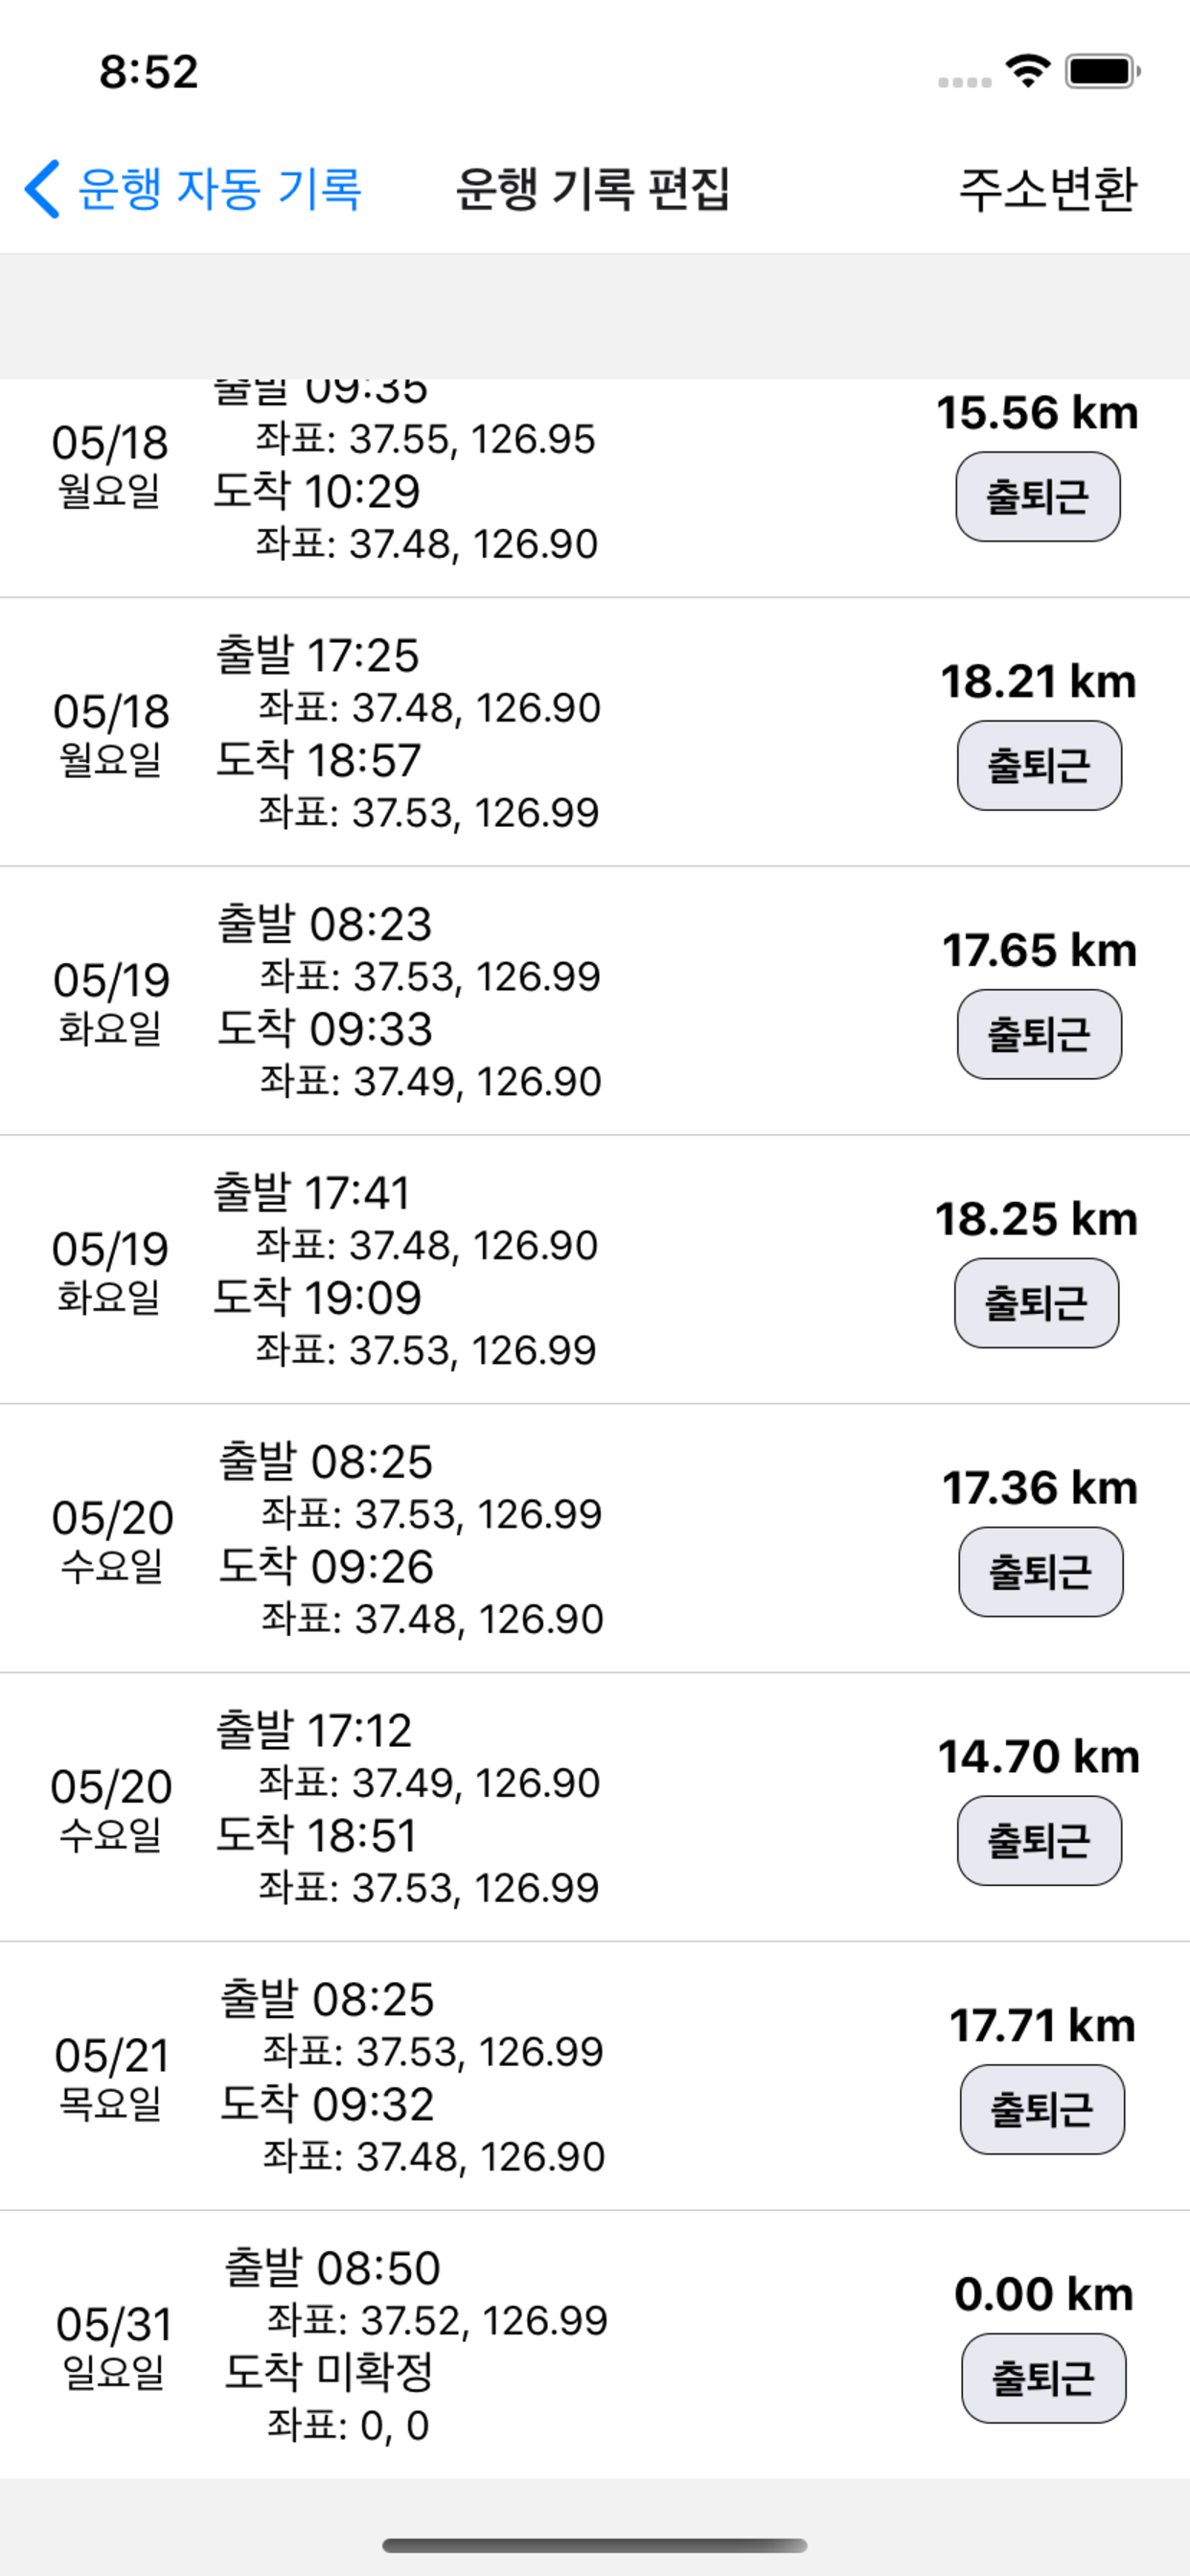 8:52
운행 자동 기록 운행 기록 편집 주소변환
출발 09:35
15.56 km
05/18
좌표: 37.55, 126.95
월요일
도착 10:29
출퇴근
좌표: 37.48, 126.90
출발 17:25
18.21 km
05/18
좌표: 37.48, 126.90
월요일
도착 18:57
출퇴근
좌표: 37.53, 126.99
출발 08:23
17.65 km
05/19
좌표: 37.53, 126.99
화요일
도착 09:33
출퇴근
좌표: 37.49, 126.90
출발 17:41
18.25 km
05/19
좌표: 37.48, 126.90
화요일
도착 19:09
출퇴근
좌표: 37.53, 126.99
출발 08:25
17.36 km
05/20
좌표: 37.53, 126.99
수요일
도착 09:26
출퇴근
좌표: 37.48, 126.90
출발 17:12
14.70 km
05/20
좌표: 37.49, 126.90
수요일
도착 18:51
출퇴근
좌표: 37.53, 126.99
출발 08:25
17.71 km
05/21
좌표: 37.53, 126.99
목요일
도착 09:32
출퇴근
좌표: 37.48, 126.90
출발 08:50
0.00 km
05/31
좌표: 37.52, 126.99
일요일
도착 미확정
출퇴근
좌표: 0, 0